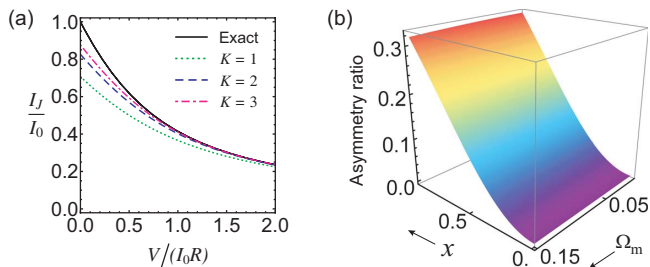 (a)
1.0
0.8
0.6
0.4
0.2
0.0
I_J
I_0
Exact
K = 1
K = 2
K = 3
0.0 0.5 1.0 1.5 2.0
V/(I_0R)
(b)
Asymmetry ratio
0.3
0.2
0.1
0.0
0.5
0.
x
0.05
0.15
Ω_m